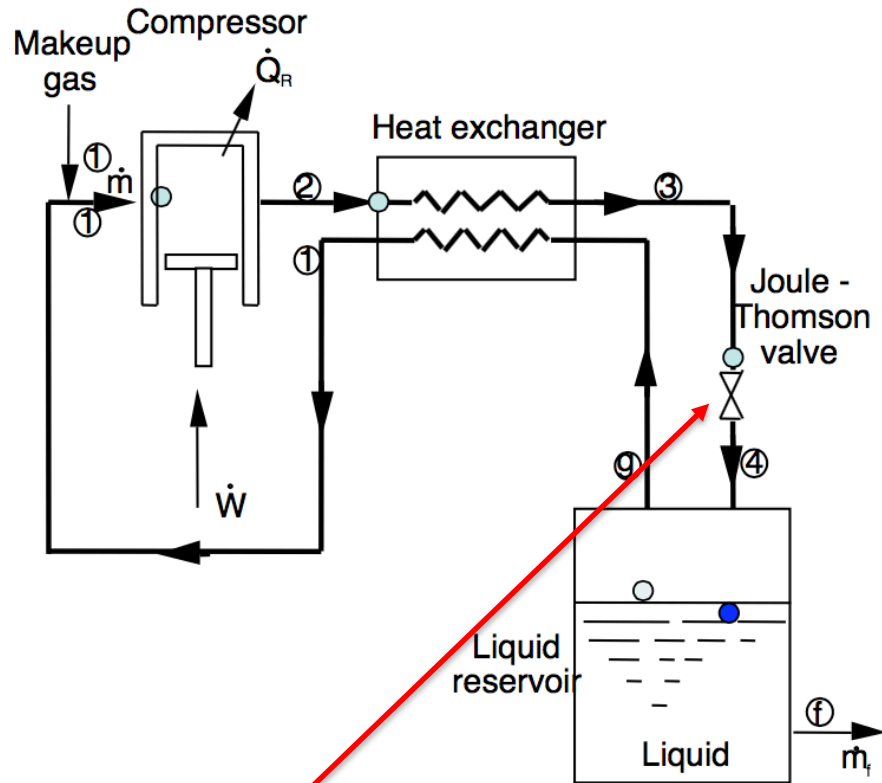 Compressor
Makeup
gas
Q̇R
①
ṁ
①
Heat exchanger
②
③
①
Joule -
Thomson
valve
Ẇ
⑨
④
Liquid
reservoir
Liquid
ⓕ
ṁf